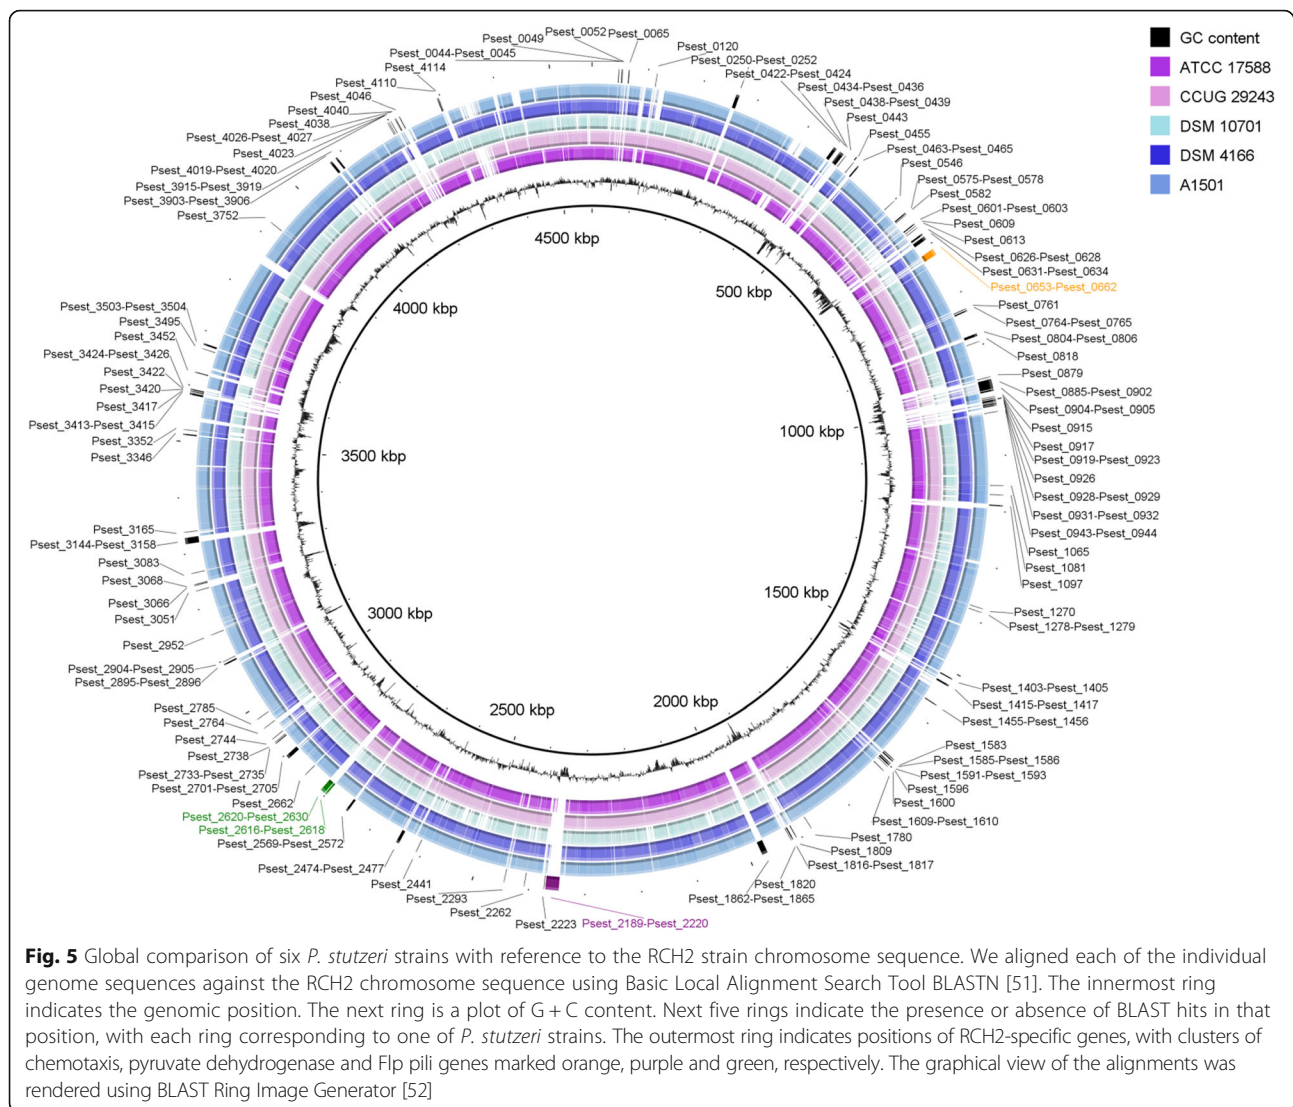 Psest_0052
Psest_0065
Psest_0049
Psest_0044-Psest_0045
Psest_4114
Psest_4110
Psest_4046
Psest_4040
Psest_4038
Psest_4026-Psest_4027
Psest_4023
Psest_4019-Psest_4020
Psest_3915-Psest_3919
Psest_3903-Psest_3906
Psest_3752
Psest_3503-Psest_3504
Psest_3495
Psest_3452
Psest_3424-Psest_3426
Psest_3422
Psest_3420
Psest_3417
Psest_3413-Psest_3415
Psest_3352
Psest_3346
Psest_3165
Psest_3144-Psest_3158
Psest_3083
Psest_3068
Psest_3066
Psest_3051
Psest_2952
Psest_2904-Psest_2905
Psest_2895-Psest_2896
Psest_2785
Psest_2764
Psest_2744
Psest_2738
Psest_2733-Psest_2735
Psest_2701-Psest_2705
Psest_2662
Psest_2620-Psest_2630
Psest_2616-Psest_2618
Psest_2569-Psest_2572
Psest_2474-Psest_2477
Psest_2441
Psest_2293
Psest_2262
Psest_2223
Psest_2189-Psest_2220
Psest_0120
Psest_0250-Psest_0252
Psest_0422-Psest_0424
Psest_0434-Psest_0436
Psest_0438-Psest_0439
Psest_0443
Psest_0455
Psest_0463-Psest_0465
Psest_0546
Psest_0575-Psest_0578
Psest_0582
Psest_0601-Psest_0603
Psest_0609
Psest_0613
Psest_0626-Psest_0628
Psest_0631-Psest_0634
Psest_0653-Psest_0662
Psest_0761
Psest_0764-Psest_0765
Psest_0804-Psest_0806
Psest_0818
Psest_0879
Psest_0885-Psest_0902
Psest_0904-Psest_0905
Psest_0915
Psest_0917
Psest_0919-Psest_0923
Psest_0926
Psest_0928-Psest_0929
Psest_0931-Psest_0932
Psest_0943-Psest_0944
Psest_1065
Psest_1081
Psest_1097
Psest_1270
Psest_1278-Psest_1279
Psest_1403-Psest_1405
Psest_1415-Psest_1417
Psest_1455-Psest_1456
Psest_1583
Psest_1585-Psest_1586
Psest_1591-Psest_1593
Psest_1596
Psest_1600
Psest_1609-Psest_1610
Psest_1780
Psest_1809
Psest_1816-Psest_1817
Psest_1820
Psest_1862-Psest_1865
4500 kbp
500 kbp
1000 kbp
1500 kbp
2000 kbp
2500 kbp
3000 kbp
3500 kbp
4000 kbp
GC content
ATCC 17588
CCUG 29243
DSM 10701
DSM 4166
A1501
Fig. 5 Global comparison of six P. stutzeri strains with reference to the RCH2 strain chromosome sequence. We aligned each of the individual
genome sequences against the RCH2 chromosome sequence using Basic Local Alignment Search Tool BLASTN [51]. The innermost ring
indicates the genomic position. The next ring is a plot of G + C content. Next five rings indicate the presence or absence of BLAST hits in that
position, with each ring corresponding to one of P. stutzeri strains. The outermost ring indicates positions of RCH2-specific genes, with clusters of
chemotaxis, pyruvate dehydrogenase and Flp pili genes marked orange, purple and green, respectively. The graphical view of the alignments was
rendered using BLAST Ring Image Generator [52]